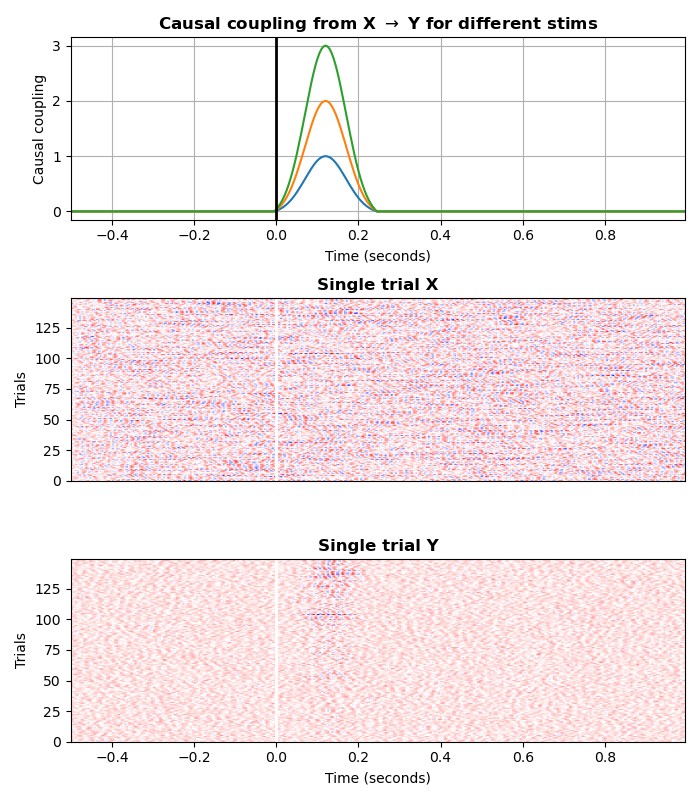 Causal coupling from X → Y for different stims
Causal coupling
3
2
1
0
−0.4 −0.2 0.0 0.2 0.4 0.6 0.8
Time (seconds)
Single trial X
Trials
125
100
75
50
25
0
Single trial Y
Trials
125
100
75
50
25
0
−0.4 −0.2 0.0 0.2 0.4 0.6 0.8
Time (seconds)